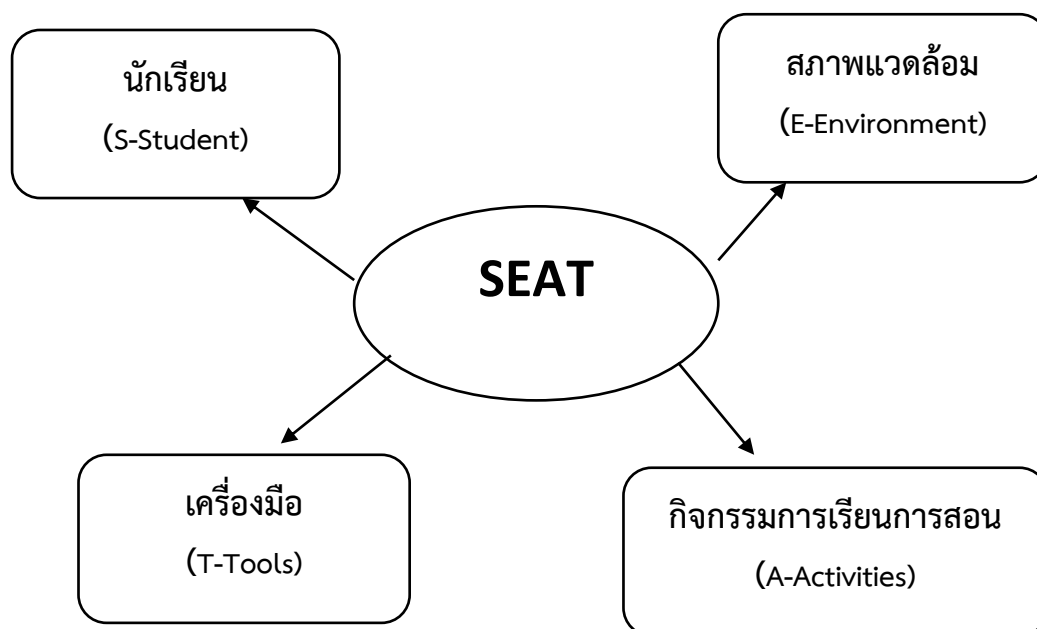 นักเรียน
(S-Student)
สภาพแวดล้อม
(E-Environment)
SEAT
เครื่องมือ
(T-Tools)
กิจกรรมการเรียนการสอน
(A-Activities)